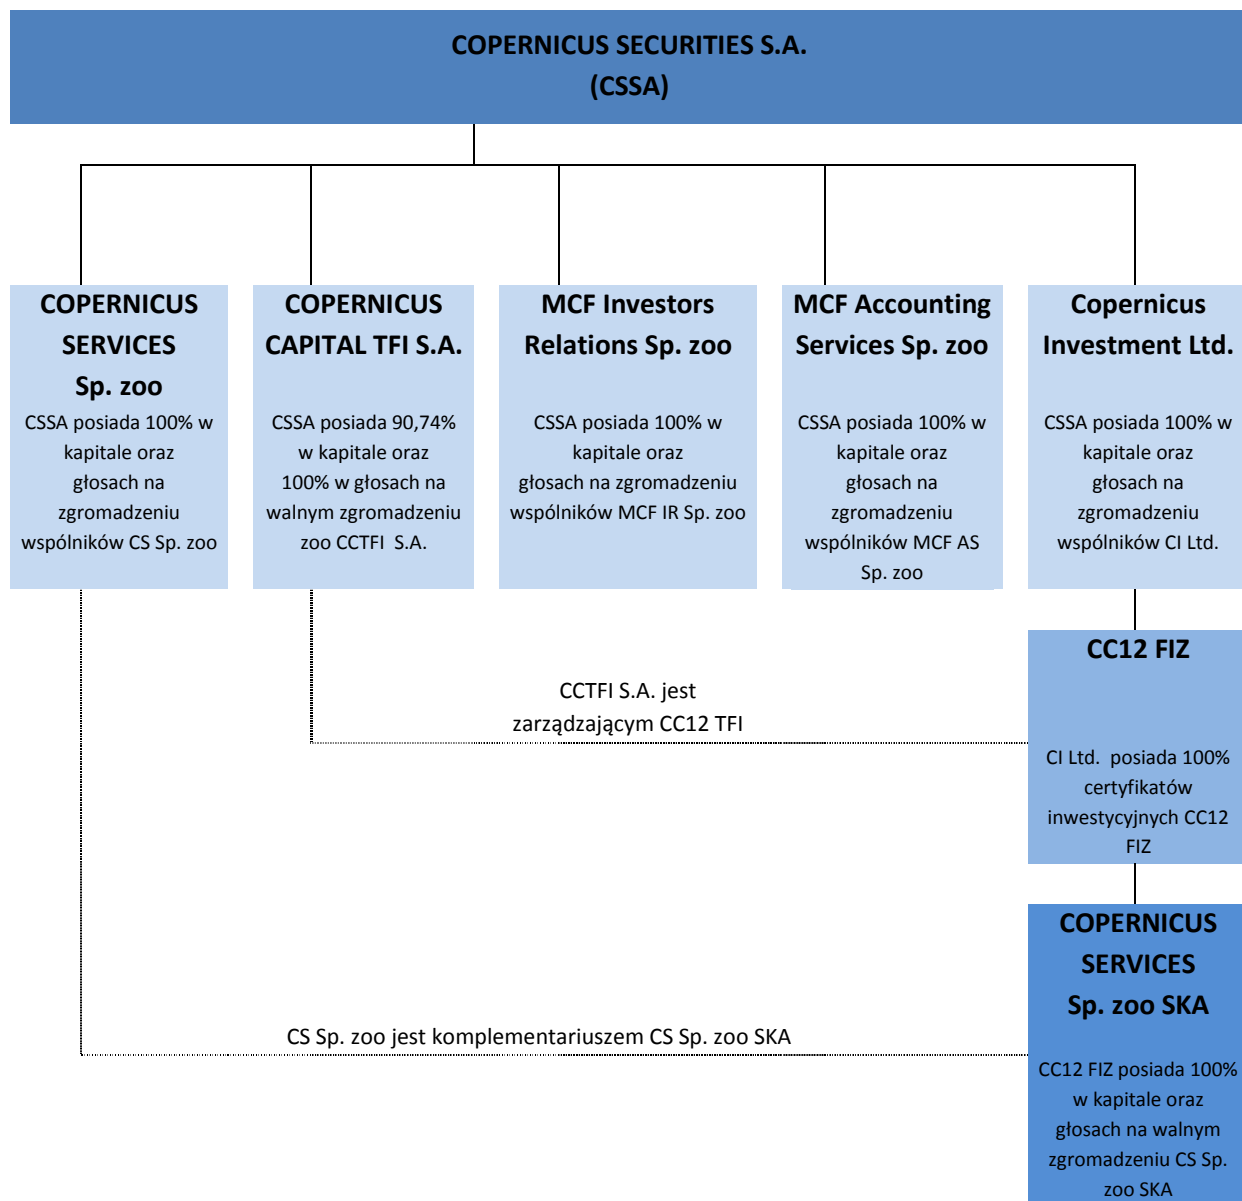 COPERNICUS SECURITIES S.A.
(CSSA)
COPERNICUS
SERVICES
Sp. zoo
CSSA posiada 100% w
kapitale oraz
głosach na
zgromadzeniu
wspólników CS Sp. zoo
COPERNICUS
CAPITAL TFI S.A.
CSSA posiada 90,74%
w kapitale oraz
100% w głosach na
walnym zgromadzeniu
zoo CCTFI S.A.
MCF Investors
Relations Sp. zoo
CSSA posiada 100% w
kapitale oraz
głosach na zgromadzeniu
wspólników MCF IR Sp. zoo
MCF Accounting
Services Sp. zoo
CSSA posiada 100% w
kapitale oraz
głosach na
zgromadzeniu
wspólników MCF AS
Sp. zoo
Copernicus
Investment Ltd.
CSSA posiada 100% w
kapitale oraz
głosach na
zgromadzeniu
wspólników CI Ltd.
CC12 FIZ
CI Ltd. posiada 100%
certyfikatów
inwestycyjnych CC12
FIZ
CCTFI S.A. jest
zarządzającym CC12 TFI
COPERNICUS
SERVICES
Sp. zoo SKA
CC12 FIZ posiada 100%
w kapitale oraz
głosach na walnym
zgromadzeniu CS Sp.
zoo SKA
CS Sp. zoo jest komplementariuszem CS Sp. zoo SKA